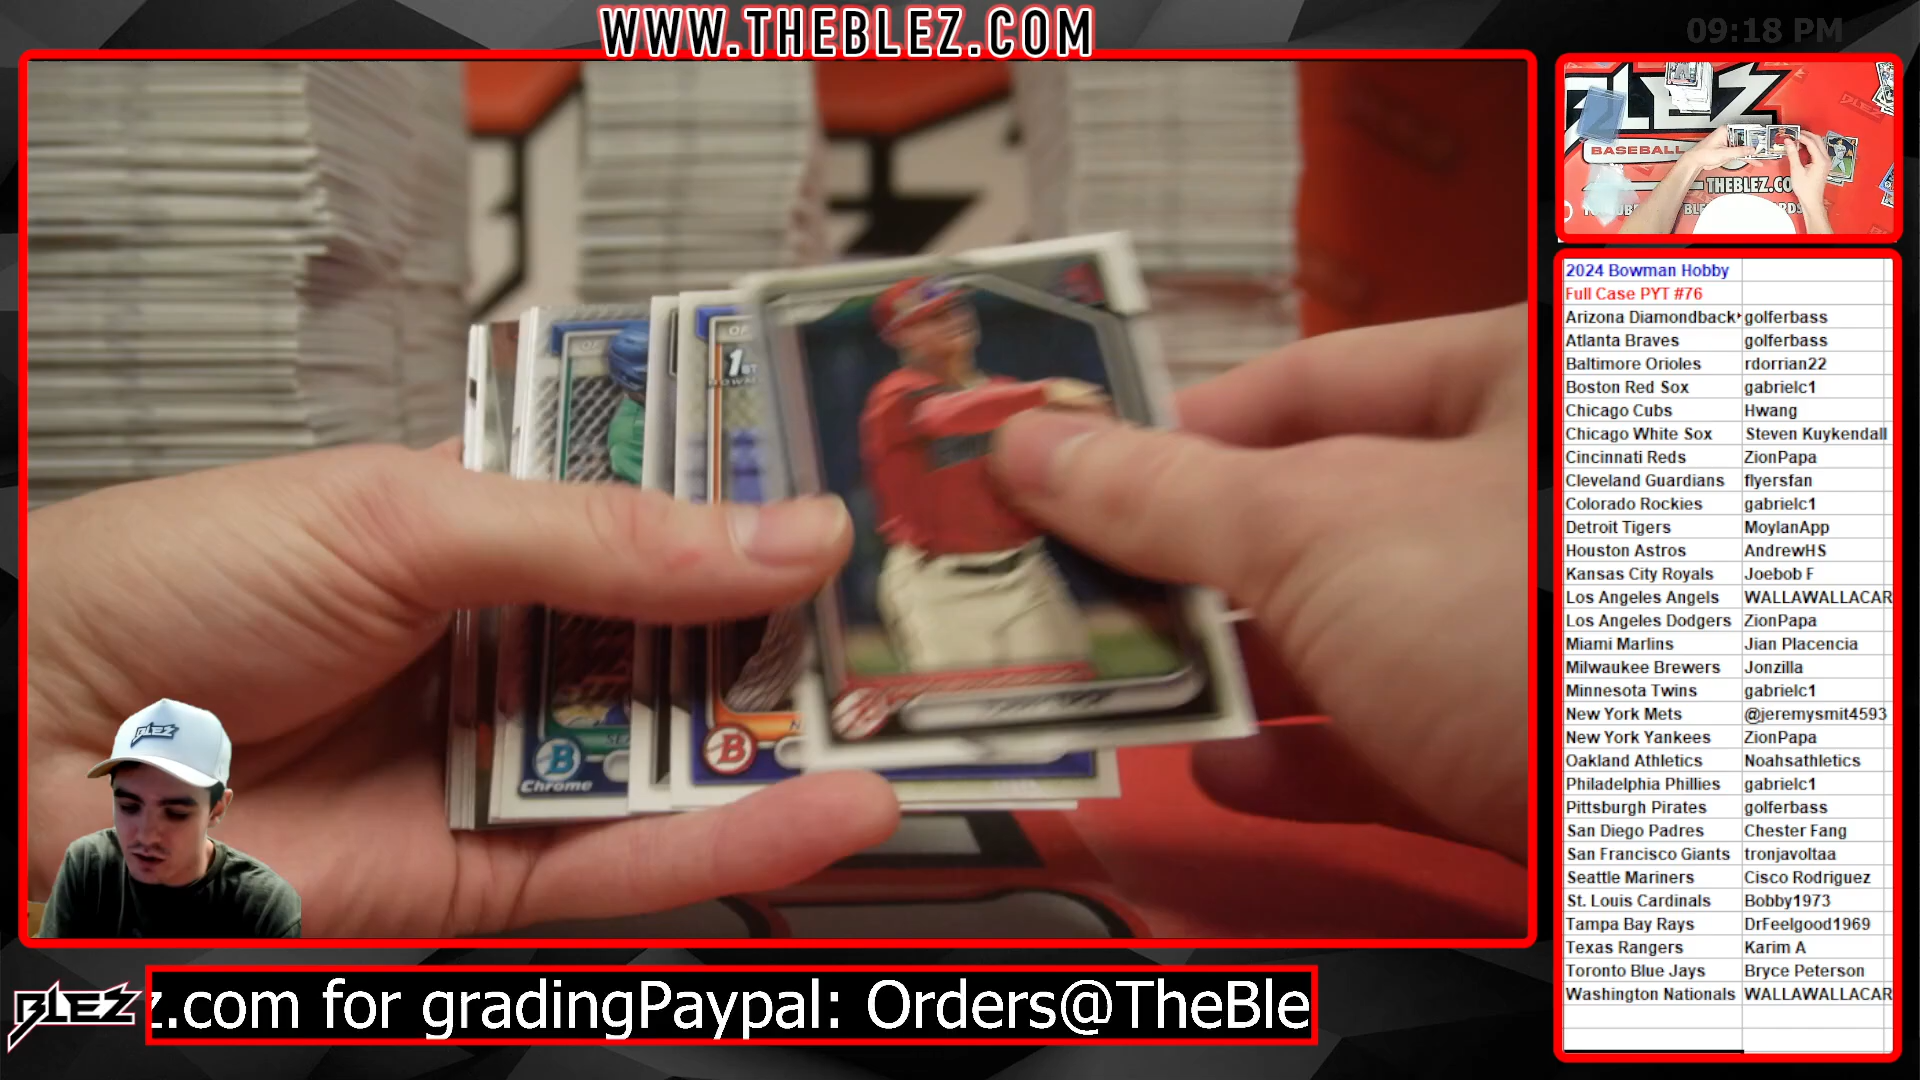 WWW.THEBLEZ.COM
09:18 PM
BASEBALL
THEBLEZ.CO
2024 Bowman Hobby
Full Case PYT #76
Arizona Diamondback golferbass
Atlanta Braves golferbass
Baltimore Orioles rdorrian22
Boston Red Sox gabrielc1
Chicago Cubs Hwang
Chicago White Sox Steven Kuykendall
Cincinnati Reds ZionPapa
Cleveland Guardians flyersfan
Colorado Rockies gabrielc1
Detroit Tigers MoylanApp
Houston Astros AndrewHS
Kansas City Royals Joebob F
Los Angeles Angels WALLAWALLACAR
Los Angeles Dodgers ZionPapa
Miami Marlins Jian Placencia
Milwaukee Brewers Jonzilla
Minnesota Twins gabrielc1
New York Mets @jeremysmit4593
New York Yankees ZionPapa
Oakland Athletics Noahsathletics
Philadelphia Phillies gabrielc1
Pittsburgh Pirates golferbass
San Diego Padres Chester Fang
San Francisco Giants tronjavoltaa
Seattle Mariners Cisco Rodriguez
St. Louis Cardinals Bobby1973
Tampa Bay Rays DrFeelgood1969
Texas Rangers Karim A
Toronto Blue Jays Bryce Peterson
Washington Nationals WALLAWALLACAR
1ST
B
Chrome
B
BLEZ
BLEZ
z.com for gradingPaypal: Orders@TheBle